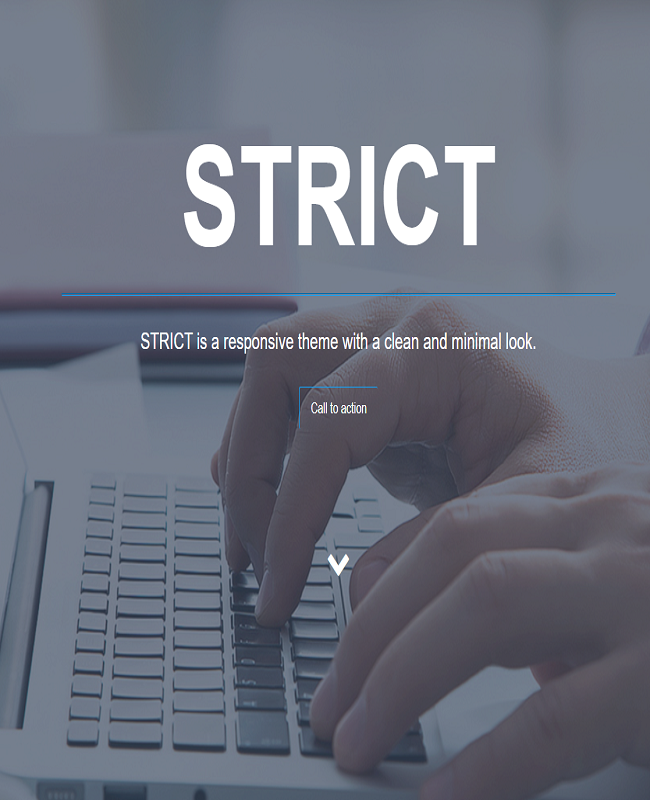 STRICT
STRICT is a responsive theme with a clean and minimal look.
Call to action